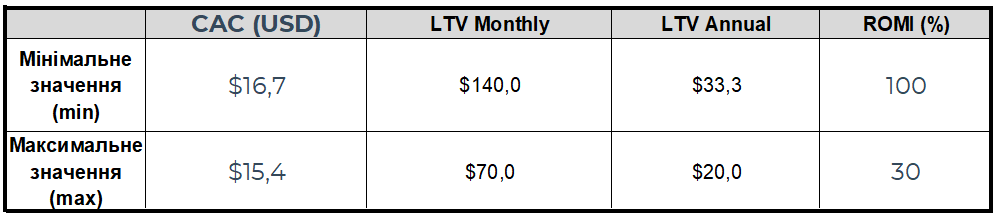 CAC (USD) LTV Monthly LTV Annual ROMI (%)
Мінімальне
значення
(min)
$16,7 $140,0 $33,3 100
Максимальне
значення
(max)
$15,4 $70,0 $20,0 30